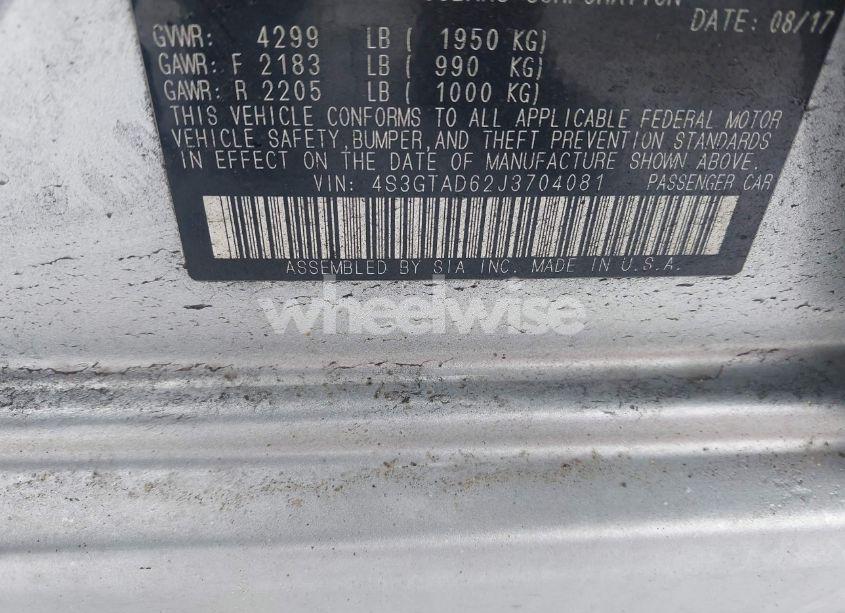 CORPORATION
DATE: 08/17
GVWR: 4299 LB ( 1950 KG)
GAWR: F 2183 LB ( 990 KG)
GAWR: R 2205 LB ( 1000 KG)
THIS VEHICLE CONFORMS TO ALL APPLICABLE FEDERAL MOTOR
VEHICLE SAFETY, BUMPER, AND THEFT PREVENTION STANDARDS
IN EFFECT ON THE DATE OF MANUFACTURE SHOWN ABOVE.
VIN: 4S3GTAD62J3704081 PASSENGER CAR
ASSEMBLED BY SIA INC. MADE IN U.S.A.
wheelwise